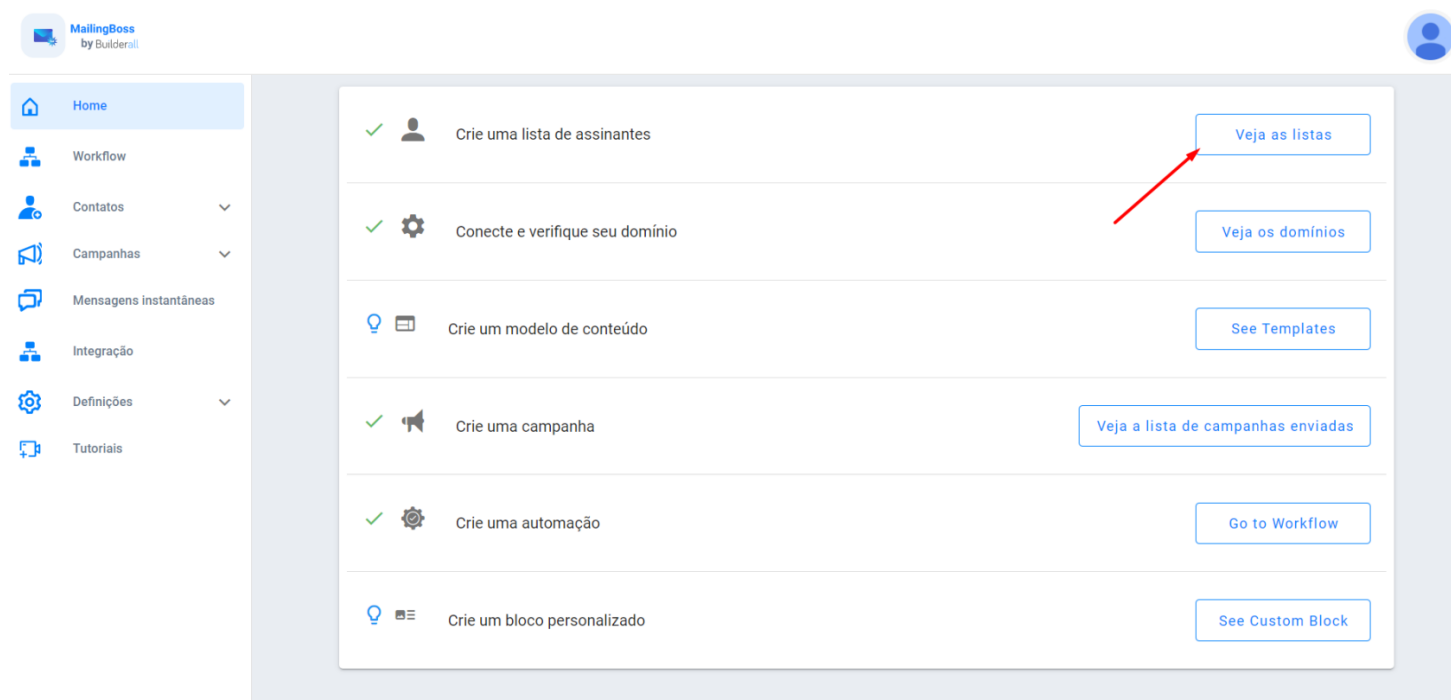 MailingBoss
by Builderall
Home
Workflow
Contatos
Campanhas
Mensagens instantâneas
Integração
Definições
Tutoriais
Crie uma lista de assinantes
Veja as listas
Conecte e verifique seu domínio
Veja os domínios
Crie um modelo de conteúdo
See Templates
Crie uma campanha
Veja a lista de campanhas enviadas
Crie uma automação
Go to Workflow
Crie um bloco personalizado
See Custom Block